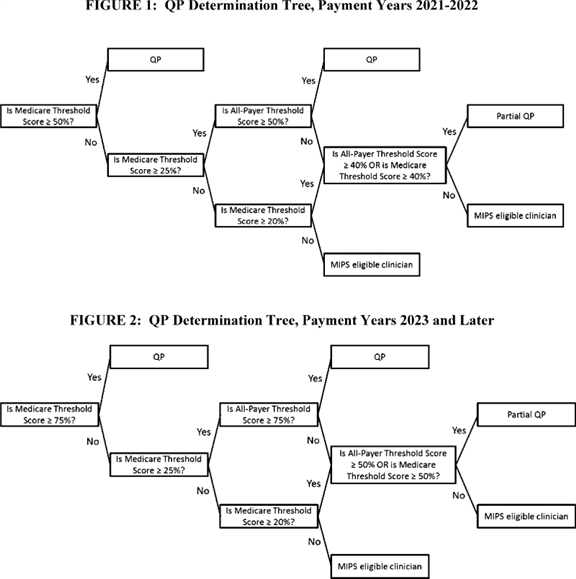 FIGURE 1: QP Determination Tree, Payment Years 2021-2022
QP
QP
Yes
Yes
Is Medicare Threshold
Score ≥ 50%?
Is All-Payer Threshold
Score ≥ 50%?
Partial QP
Yes
Yes
No
No
Is Medicare Threshold
Score ≥ 25%?
Is All-Payer Threshold Score
≥ 40% OR is Medicare
Threshold Score ≥ 40%?
Yes
No
No
Is Medicare Threshold
Score ≥ 20%?
MIPS eligible clinician
No
MIPS eligible clinician
FIGURE 2: QP Determination Tree, Payment Years 2023 and Later
QP
QP
Yes
Yes
Is Medicare Threshold
Score ≥ 75%?
Is All-Payer Threshold
Score ≥ 75%?
Partial QP
Yes
Yes
No
No
Is Medicare Threshold
Score ≥ 25%?
Is All-Payer Threshold Score
≥ 50% OR is Medicare
Threshold Score ≥ 50%?
Yes
No
No
Is Medicare Threshold
Score ≥ 20%?
MIPS eligible clinician
No
MIPS eligible clinician